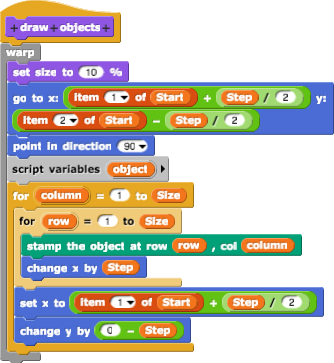 + draw + objects +
warp
set size to 10 %
go to x: item 1 of Start + Step / 2 y:
item 2 of Start - Step / 2
point in direction 90
script variables object
for column = 1 to Size
for row = 1 to Size
stamp the object at row row , col column
change x by Step
set x to item 1 of Start + Step / 2
change y by 0 - Step